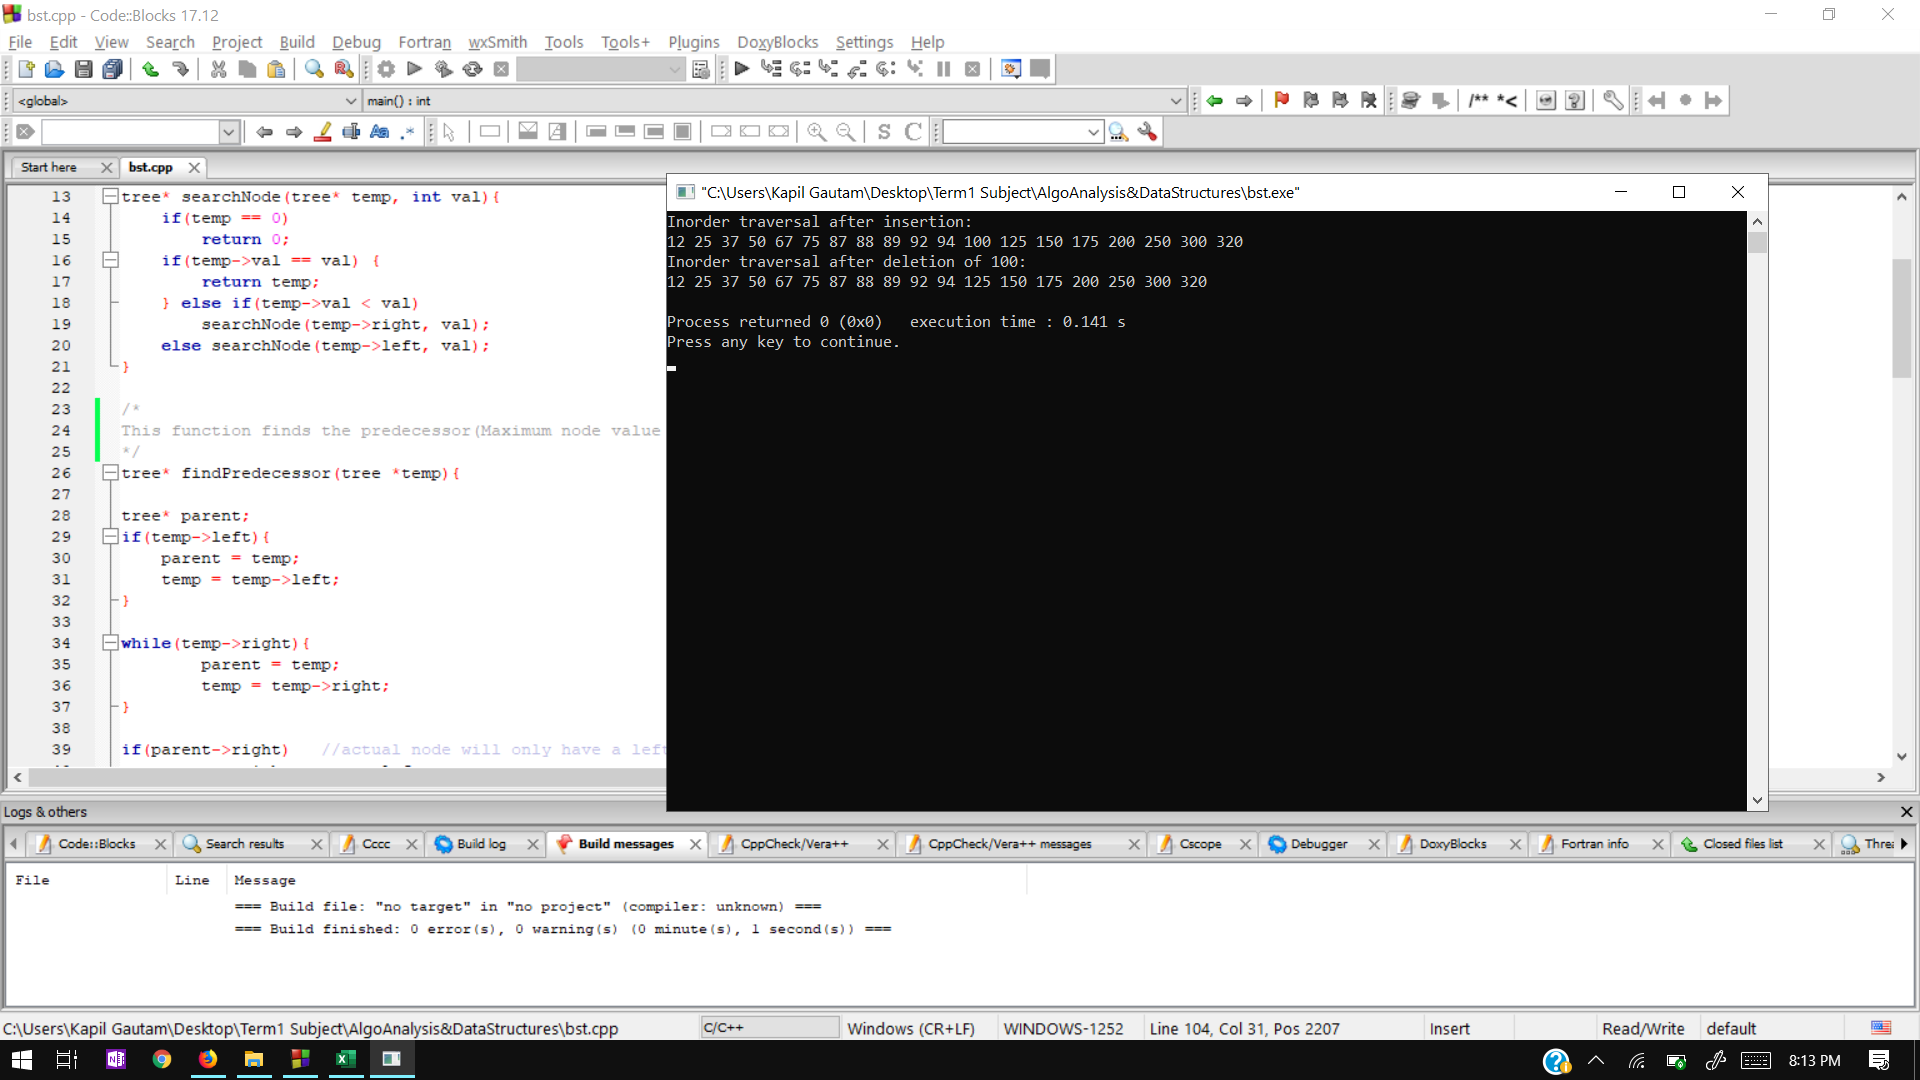 bst.cpp - Code::Blocks 17.12
File Edit View Search Project Build Debug Fortran wxSmith Tools Tools+ Plugins DoxyBlocks Settings Help
<global> main() : int /** *<
Aa .* S C
Start here bst.cpp
13 tree* searchNode(tree* temp, int val){
14 if(temp == 0)
15 return 0;
16 if(temp->val == val) {
17 return temp;
18 } else if(temp->val < val)
19 searchNode(temp->right, val);
20 else searchNode(temp->left, val);
21 }
22
23 /*
24 This function finds the predecessor(Maximum node value
25 */
26 tree* findPredecessor(tree *temp){
27
28 tree* parent;
29 if(temp->left){
30 parent = temp;
31 temp = temp->left;
32 }
33
34 while(temp->right){
35 parent = temp;
36 temp = temp->right;
37 }
38
39 if(parent->right) //actual node will only have a left
"C:\Users\Kapil Gautam\Desktop\Term1 Subject\AlgoAnalysis&DataStructures\bst.exe"
Inorder traversal after insertion:
12 25 37 50 67 75 87 88 89 92 94 100 125 150 175 200 250 300 320
Inorder traversal after deletion of 100:
12 25 37 50 67 75 87 88 89 92 94 125 150 175 200 250 300 320
Process returned 0 (0x0) execution time : 0.141 s
Press any key to continue.
Logs & others
Code::Blocks Search results Cccc Build log Build messages CppCheck/Vera++ CppCheck/Vera++ messages Cscope Debugger DoxyBlocks Fortran info Closed files list
File Line Message
=== Build file: "no target" in "no project" (compiler: unknown) ===
=== Build finished: 0 error(s), 0 warning(s) (0 minute(s), 1 second(s)) ===
C:\Users\Kapil Gautam\Desktop\Term1 Subject\AlgoAnalysis&DataStructures\bst.cpp C/C++ Windows (CR+LF) WINDOWS-1252 Line 104, Col 31, Pos 2207 Insert Read/Write default
8:13 PM